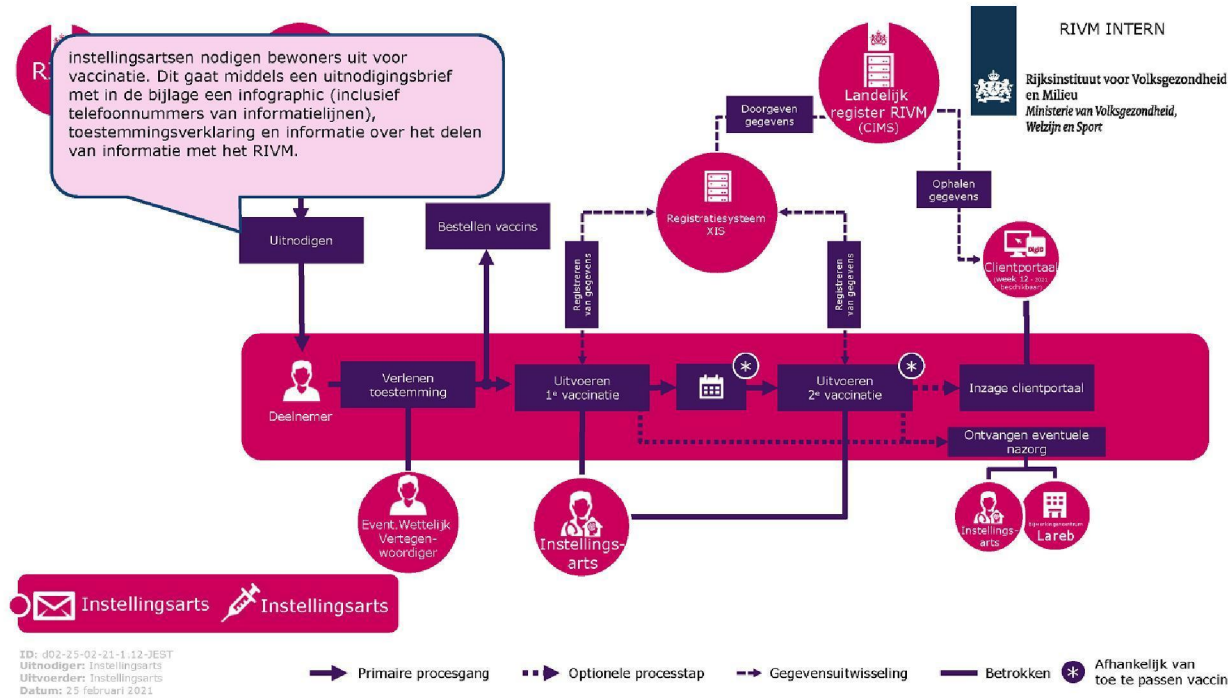 RIVM INTERN
Rijksinstituut voor Volksgezondheid
en Milieu
Ministerie van Volksgezondheid,
Welzijn en Sport
instellingsartsen nodigen bewoners uit voor
vaccinatie. Dit gaat middels een uitnodigingsbrief
met in de bijlage een infographic (inclusief
telefoonnummers van informatielijnen),
toestemmingsverklaring en informatie over het delen
van informatie met het RIVM.
Landelijk
register RIVM
(CIMS)
Doorgeven
gegevens
Ophalen
gegevens
Registratiesysteem
XIS
Uitnodigen
Bestellen vaccins
Registreren
van gegevens
Registreren
van gegevens
DigiD
Clientportaal
(week 12 - 2021
beschikbaar)
Deelnemer
Verlenen
toestemming
Uitvoeren
1e vaccinatie
*
Uitvoeren
2e vaccinatie
*
Inzage clientportaal
Ontvangen eventuele
nazorg
Event.Wettelijk
Vertegen-
woordiger
Instellings-
arts
Instellings-
arts
Lareb
Instellingsarts
Instellingsarts
ID: d02-25-02-21-1.12-JEST
Uitnodiger: Instellingsarts
Uitvoerder: Instellingsarts
Datum: 25 februari 2021
Primaire procesgang
Optionele processtap
Gegevensuitwisseling
Betrokken
* Afhankelijk van
toe te passen vaccin